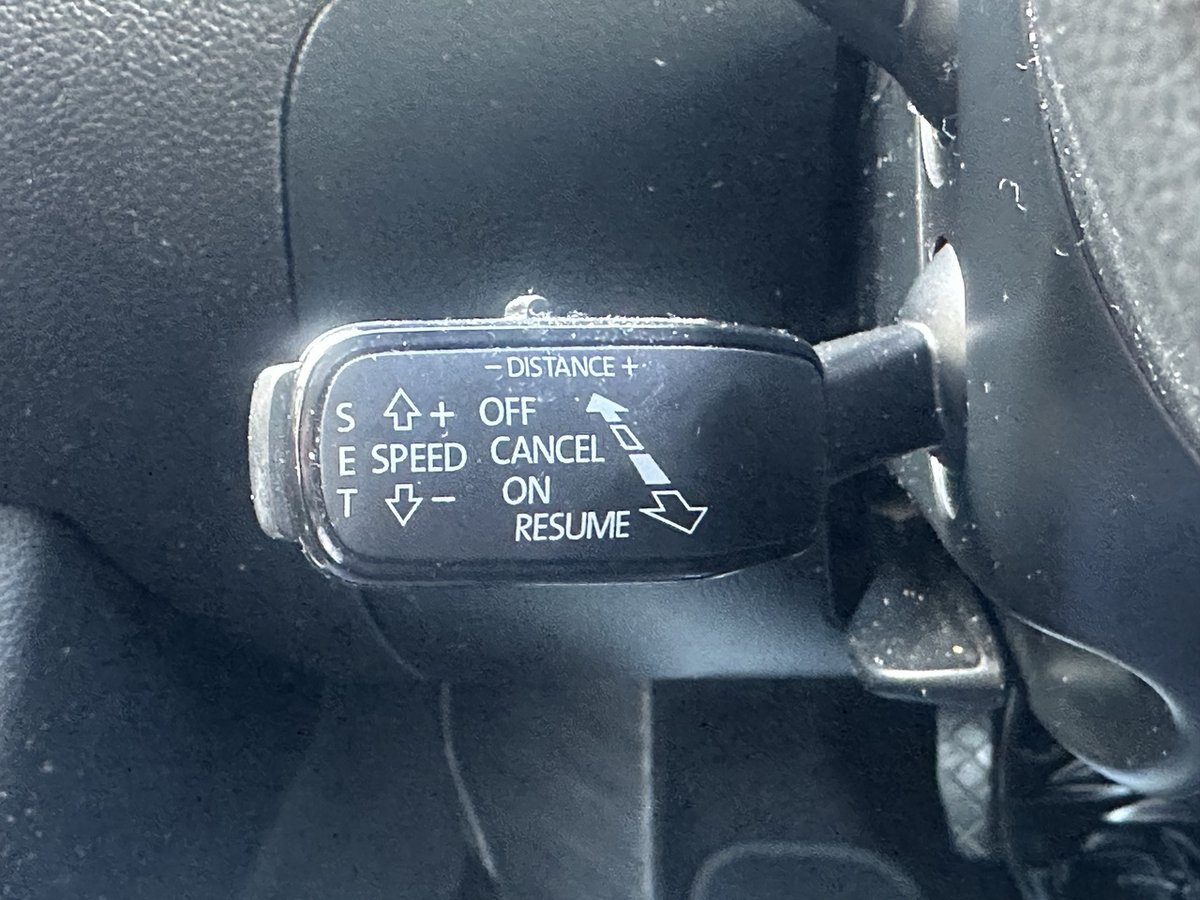 − DISTANCE +
S + OFF
E SPEED CANCEL
T − ON
RESUME